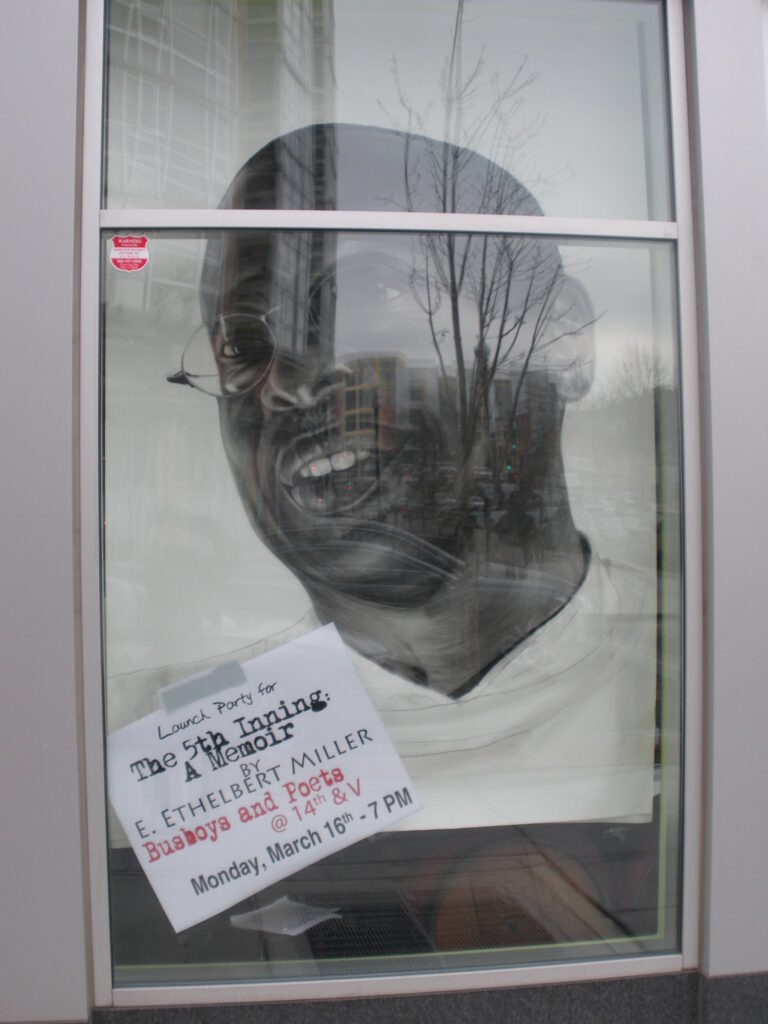 WARNING
Launch Party for
The 5th Inning:
A Memoir
BY
E. ETHELBERT MILLER
Busboys and Poets
@ 14th & V
Monday, March 16th - 7 PM